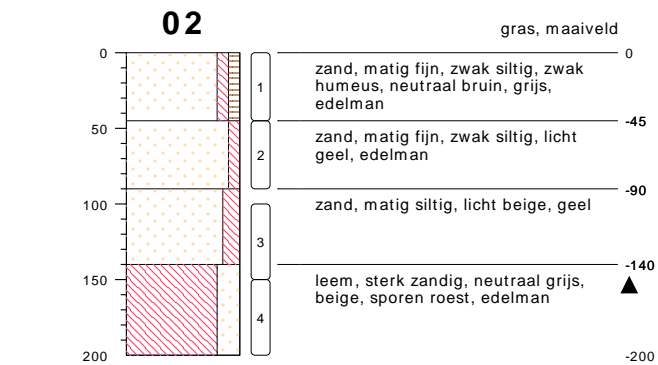 02
gras, maaiveld
0
0
1
zand, matig fijn, zwak siltig, zwak
humeus, neutraal bruin, grijs,
edelman
50
-45
2
zand, matig fijn, zwak siltig, licht
geel, edelman
-90
100
zand, matig siltig, licht beige, geel
3
-140
150
leem, sterk zandig, neutraal grijs,
beige, sporen roest, edelman
4
200
-200